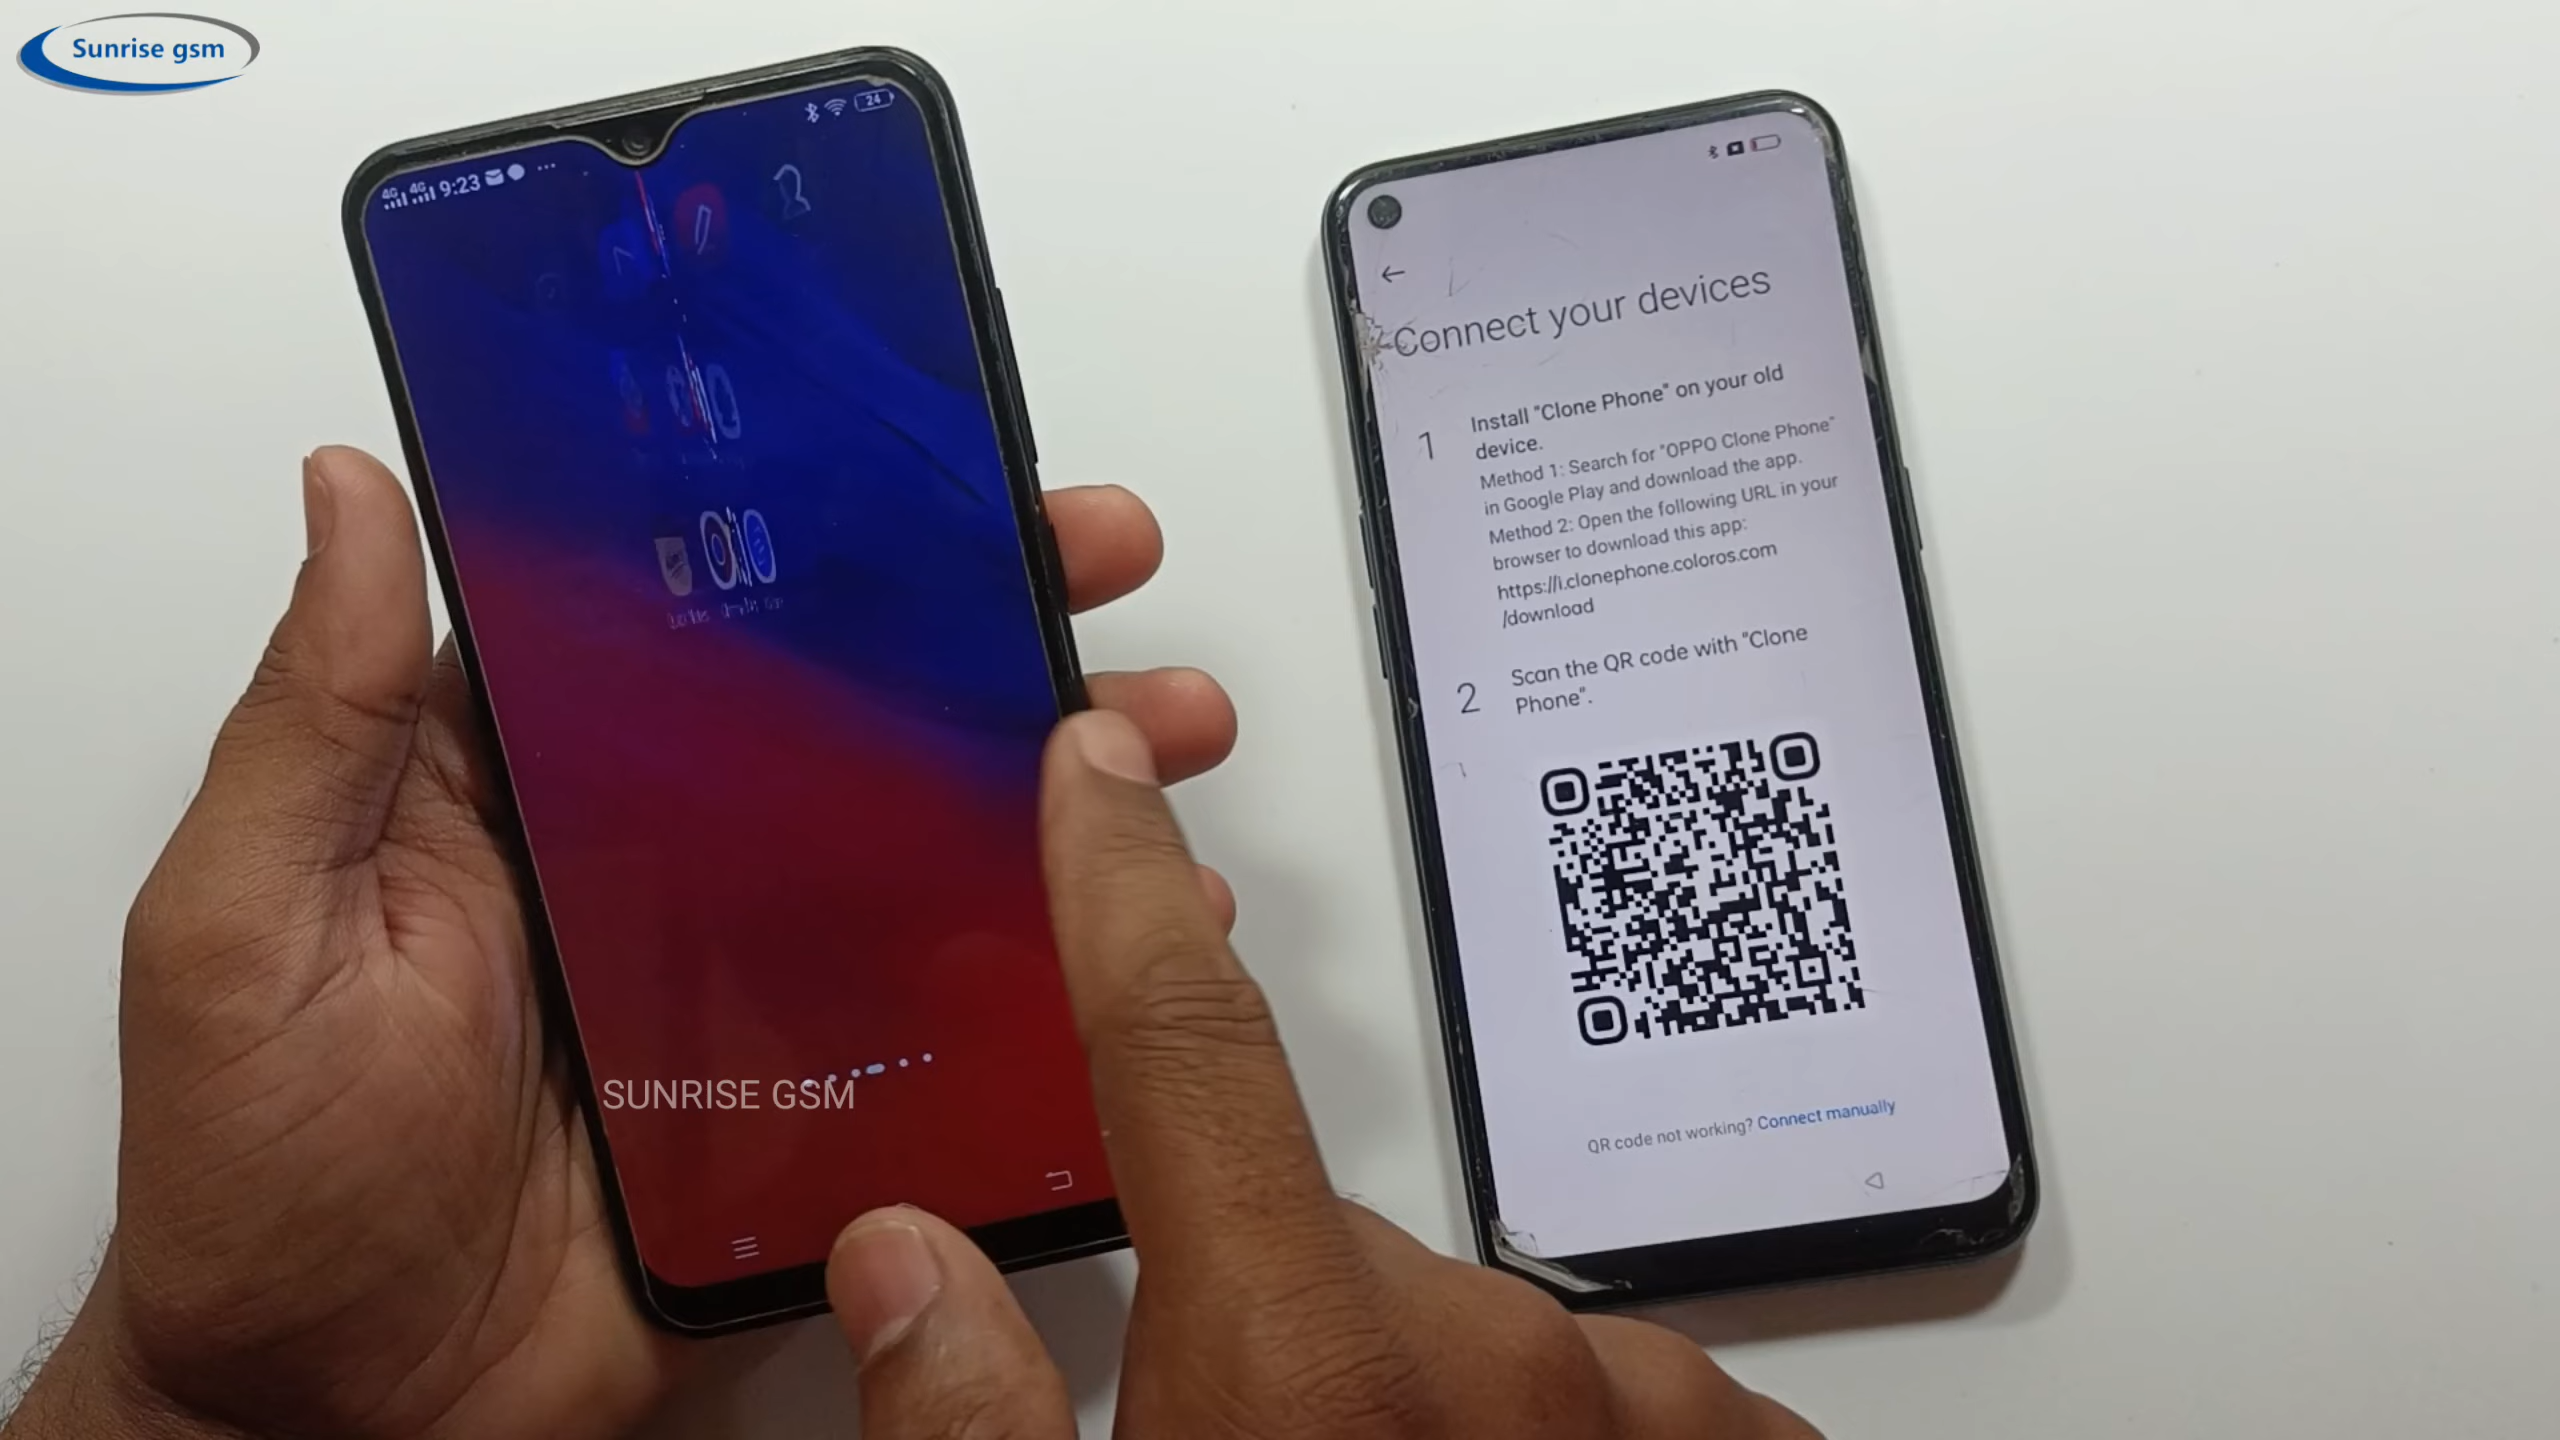 Sunrise gsm
4G 4G 9:23
24
SUNRISE GSM
Connect your devices
1
Install "Clone Phone" on your old
device.
Method 1: Search for "OPPO Clone Phone"
in Google Play and download the app.
Method 2: Open the following URL in your
browser to download this app:
https://i.clonephone.coloros.com
/download
2
Scan the QR code with "Clone
Phone".
QR code not working? Connect manually